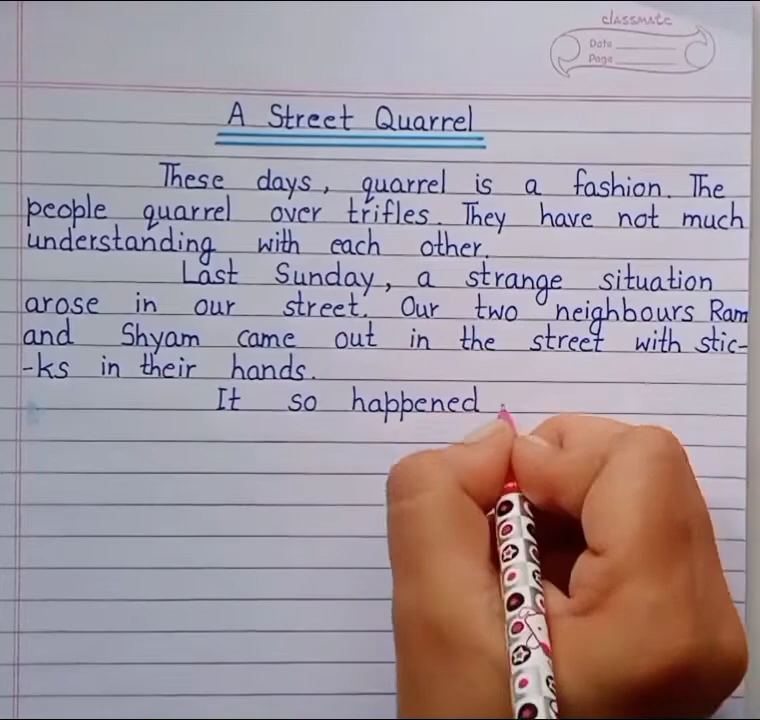 classmate
Date
Page
A Street Quarrel
These days, quarrel is a fashion. The
people quarrel over trifles. They have not much
understanding with each other.
Last Sunday, a strange situation
arose in our street. Our two neighbours Ram
and Shyam came out in the street with stic-
-ks in their hands.
It so happened